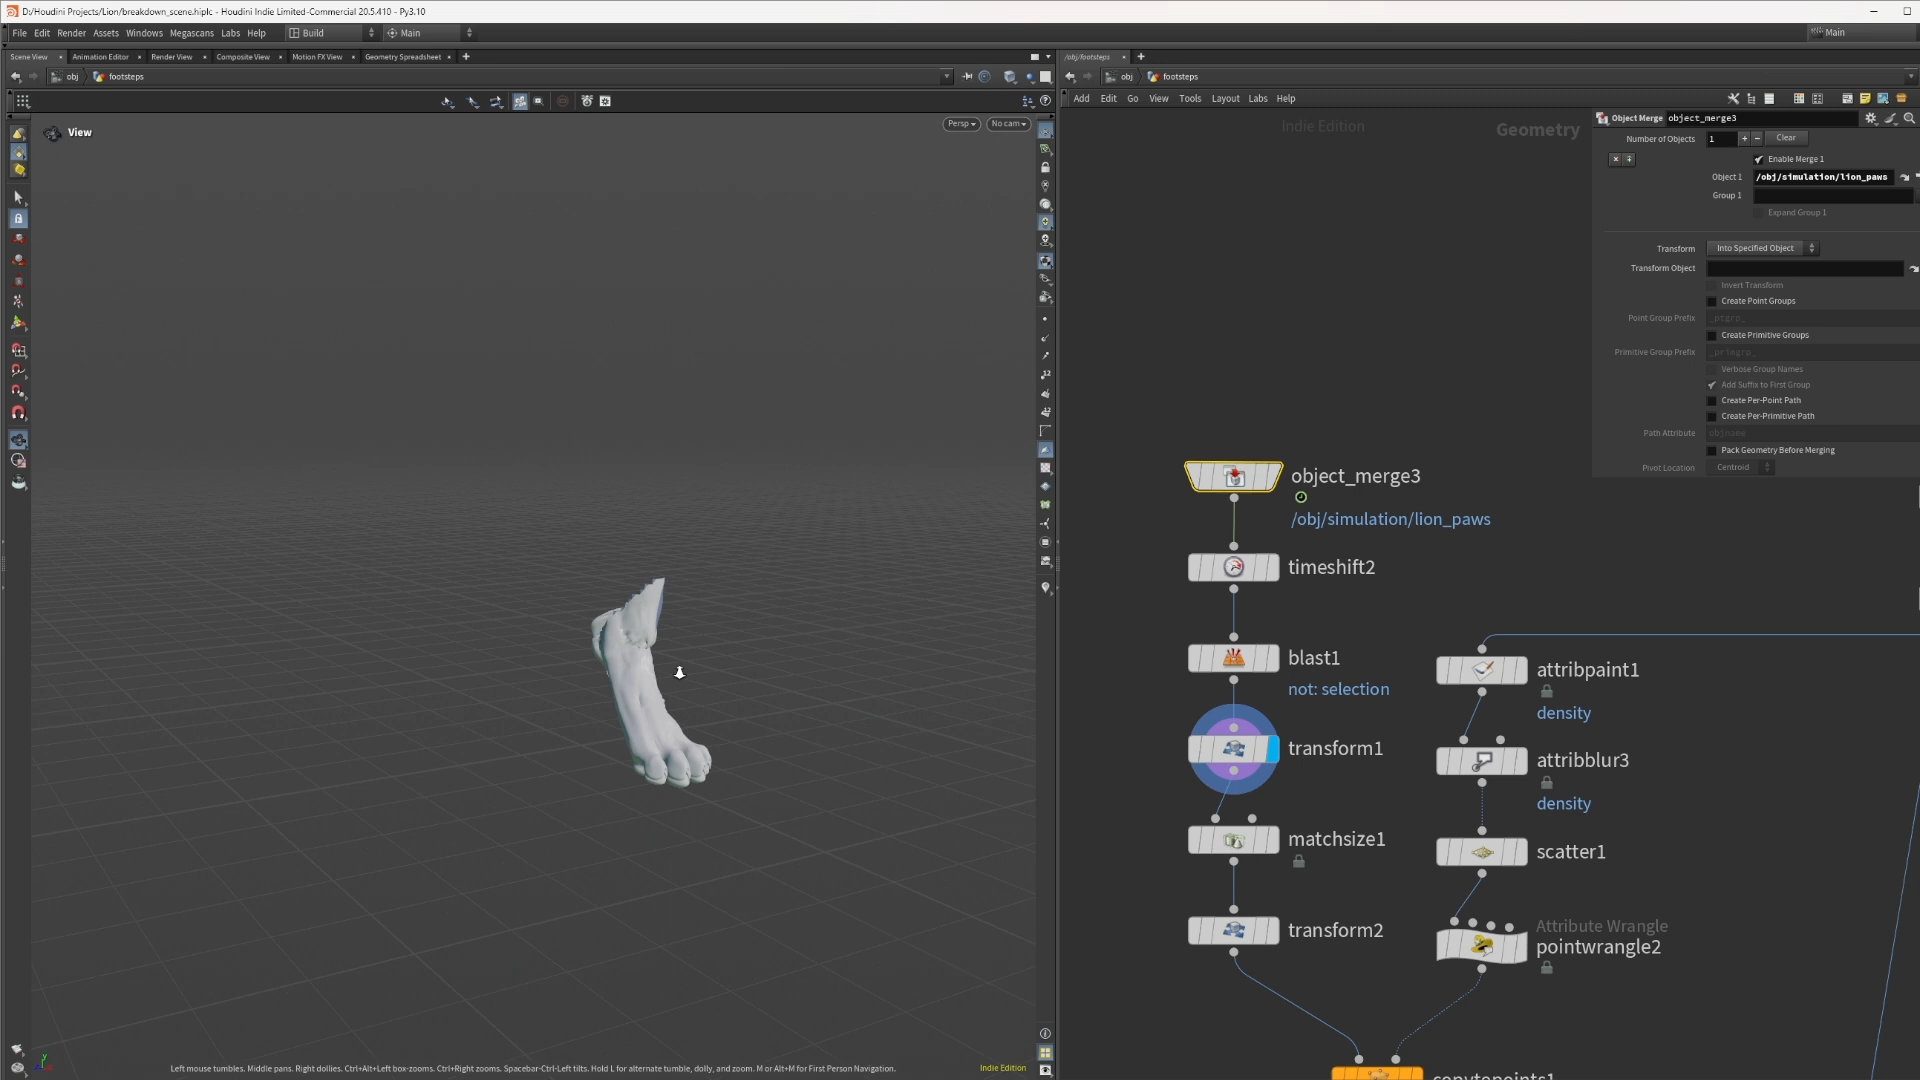 D:/Houdini Projects/Lion/breakdown_scene.hiplc - Houdini Indie Limited-Commercial 20.5.410 - Py3.10
File Edit Render Assets Windows Megascans Labs Help Build Main Main
Scene View Animation Editor Render View Composite View Motion FX View Geometry Spreadsheet
/obj/footsteps
obj footsteps
obj footsteps
Add Edit Go View Tools Layout Labs Help
View
Persp No cam
Indie Edition
Geometry
Object Merge object_merge3
Number of Objects 1 Clear
Enable Merge 1
Object 1 /obj/simulation/lion_paws
Group 1
Expand Group 1
Transform Into Specified Object
Transform Object
Invert Transform
Create Point Groups
Point Group Prefix _ptgrp_
Create Primitive Groups
Primitive Group Prefix _primgrp_
Verbose Group Names
Add Suffix to First Group
Create Per-Point Path
Create Per-Primitive Path
Path Attribute objname
Pack Geometry Before Merging
Pivot Location Centroid
object_merge3
/obj/simulation/lion_paws
timeshift2
blast1
not: selection
transform1
matchsize1
transform2
attribpaint1
density
attribblur3
density
scatter1
Attribute Wrangle
pointwrangle2
copytopoints1
Left mouse tumbles. Middle pans. Right dollies. Ctrl+Alt+Left box-zooms. Ctrl+Right zooms. Spacebar-Ctrl-Left tilts. Hold L for alternate tumble, dolly, and zoom. M or Alt+M for First Person Navigation.
Indie Edition